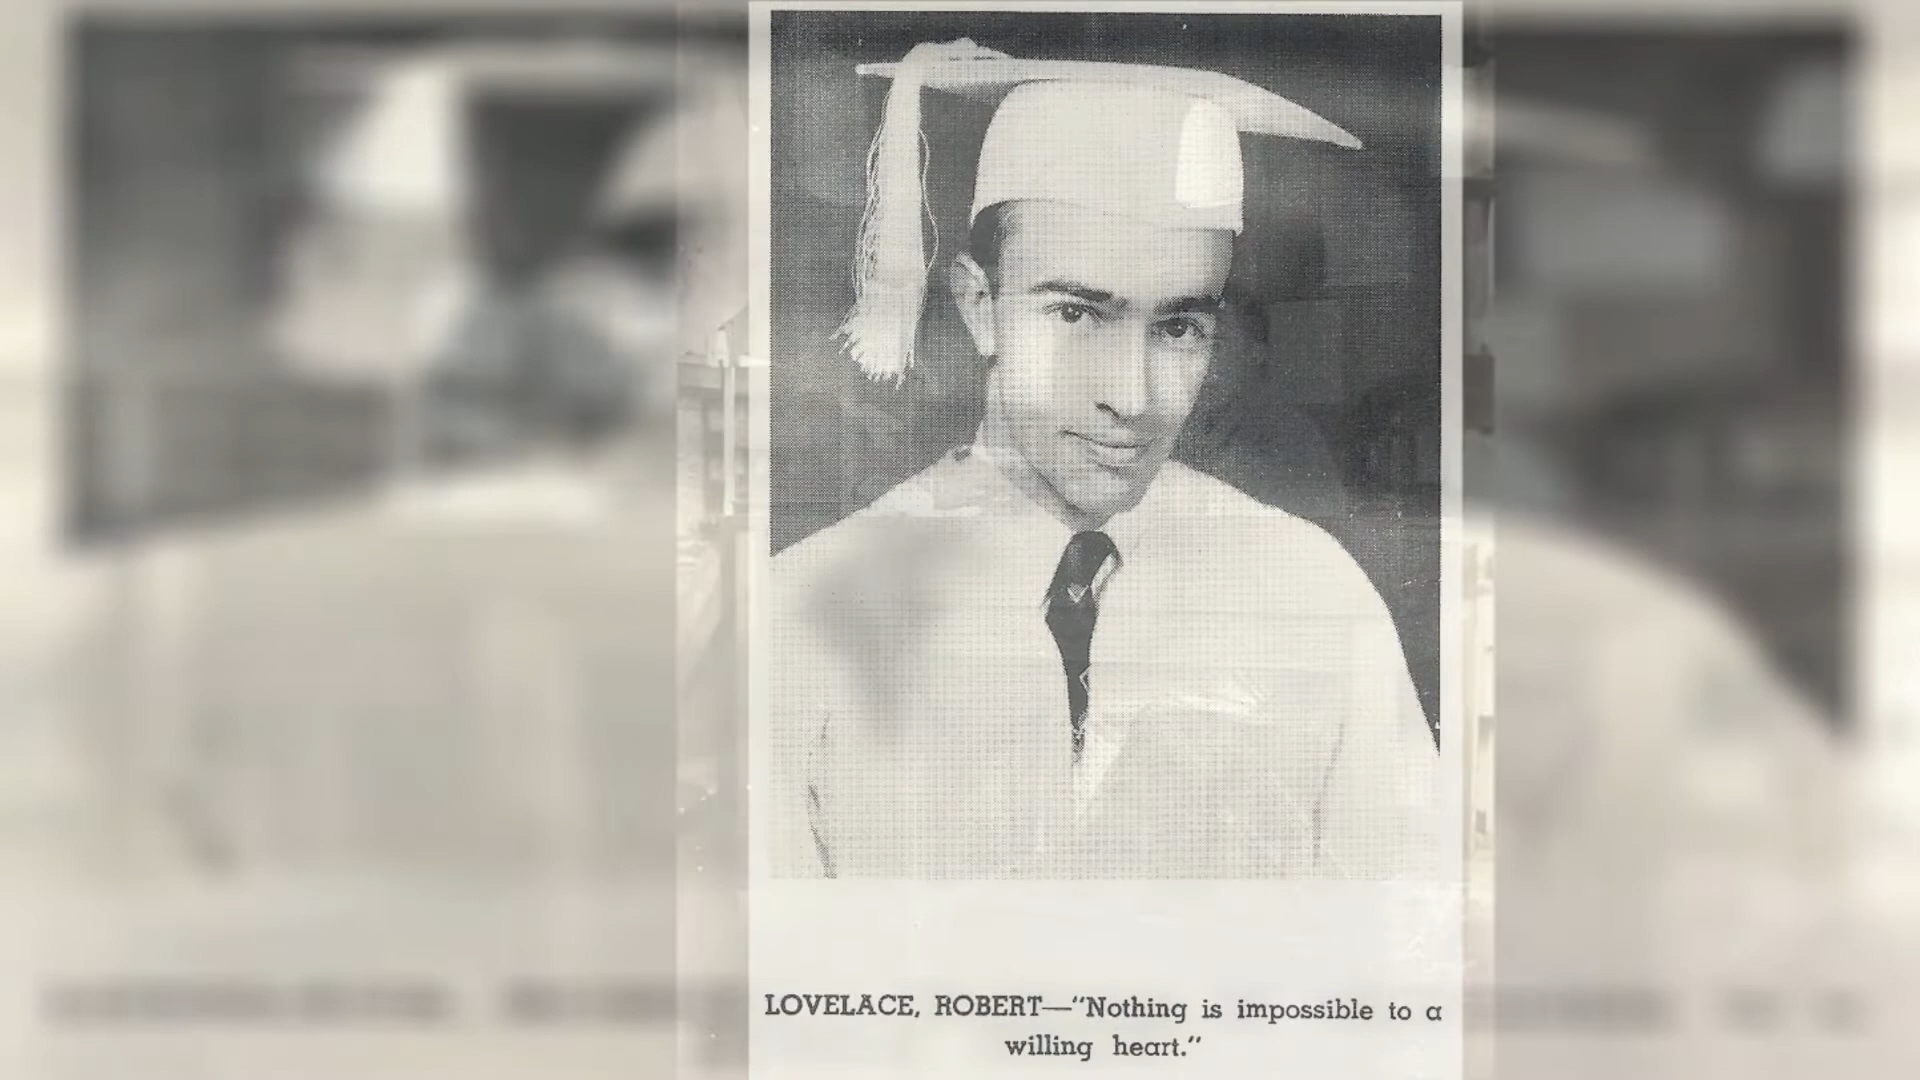 LOVELACE, ROBERT—"Nothing is impossible to a
willing heart."